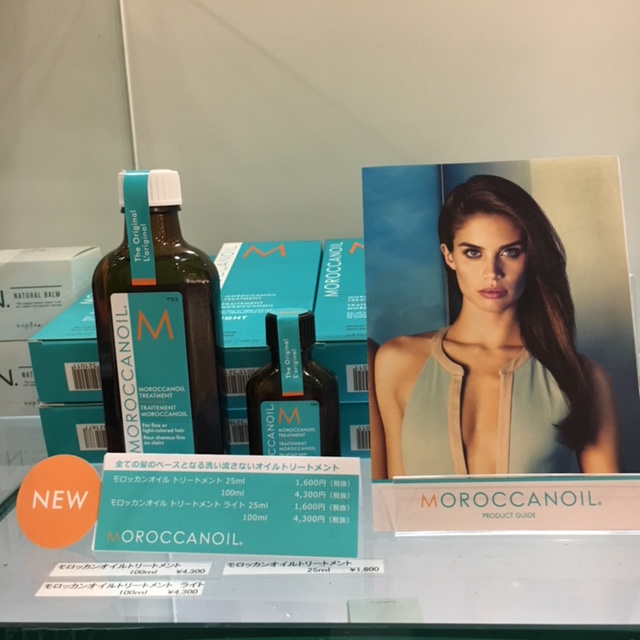 N.
NATURAL BALM
napla
N.
M
MOROCCANOIL
TREATMENT
MOROCCANOIL
The Original
L'original
MOROCCANOIL.
M
MOROCCANOIL
TREATMENT
TRAITEMENT
MOROCCANOIL
For fine or
light-colored hair
Pour cheveux fins
ou clairs
The Original
L'original
MOROCCANOIL
M
MOROCCANOIL
TREATMENT
TRAITEMENT
MOROCCANOIL
MOROCCANOIL.
PRODUCT GUIDE
NEW
全ての髪のベースとなる洗い流さないオイルトリートメント
モロッカンオイル トリートメント 25ml 1,600円（税抜）
100ml 4,300円（税抜）
モロッカンオイル トリートメント ライト 25ml 1,600円（税抜）
100ml 4,300円（税抜）
MOROCCANOIL.
モロッカンオイルトリートメント
100ml ¥4,300
モロッカンオイルトリートメント
25ml ¥1,600
モロッカンオイルトリートメント ライト
100ml ¥4,300